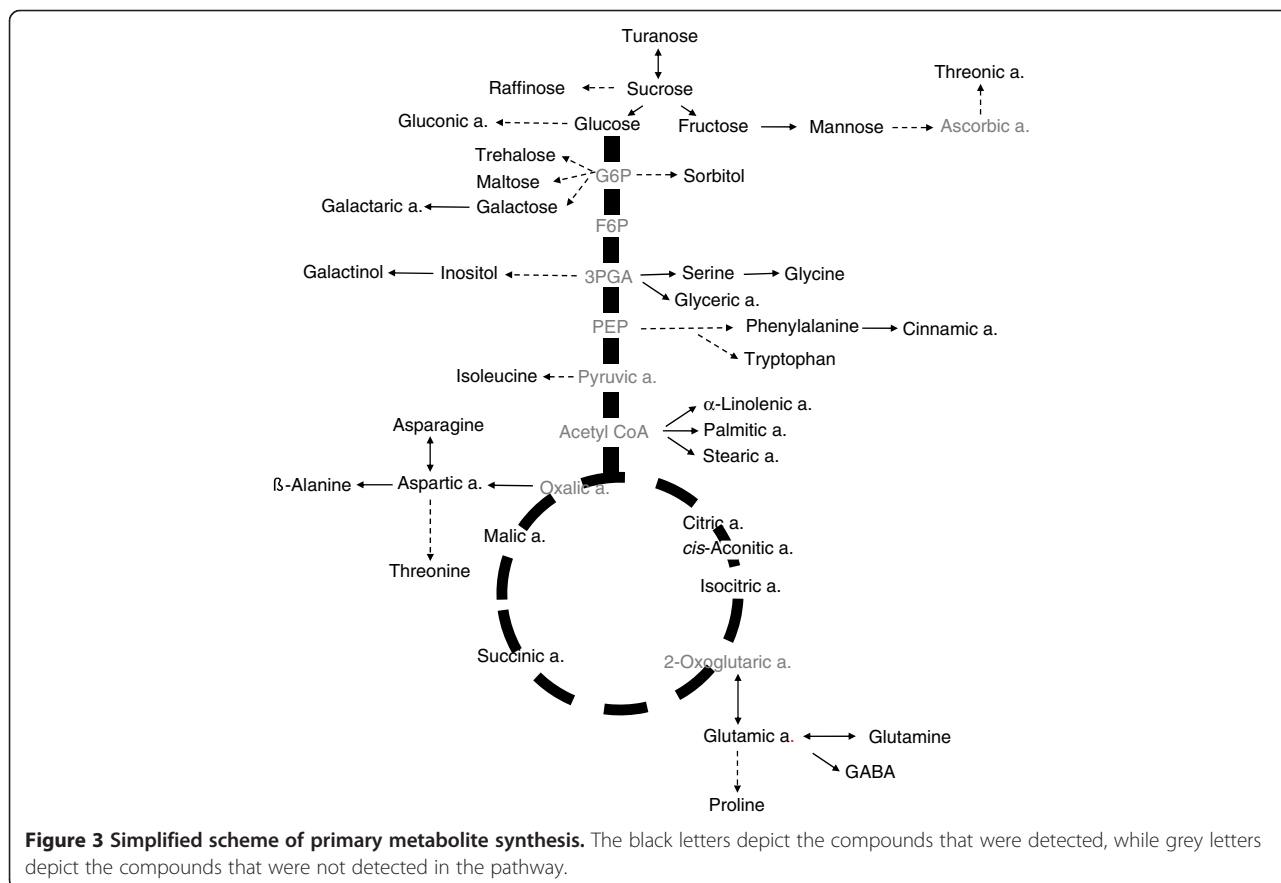 Turanose
Raffinose Sucrose Threonic a.
Gluconic a. Glucose Fructose Mannose Ascorbic a.
Trehalose
G6P Sorbitol
Maltose
Galactaric a. Galactose
F6P
Galactinol Inositol 3PGA Serine Glycine
Glyceric a.
PEP Phenylalanine Cinnamic a.
Tryptophan
Isoleucine Pyruvic a.
α-Linolenic a.
Asparagine Acetyl CoA Palmitic a.
Stearic a.
ß-Alanine Aspartic a. Oxalic a.
Citric a.
Malic a. cis-Aconitic a.
Threonine Isocitric a.
Succinic a. 2-Oxoglutaric a.
Glutamic a. Glutamine
GABA
Proline
Figure 3 Simplified scheme of primary metabolite synthesis. The black letters depict the compounds that were detected, while grey letters
depict the compounds that were not detected in the pathway.